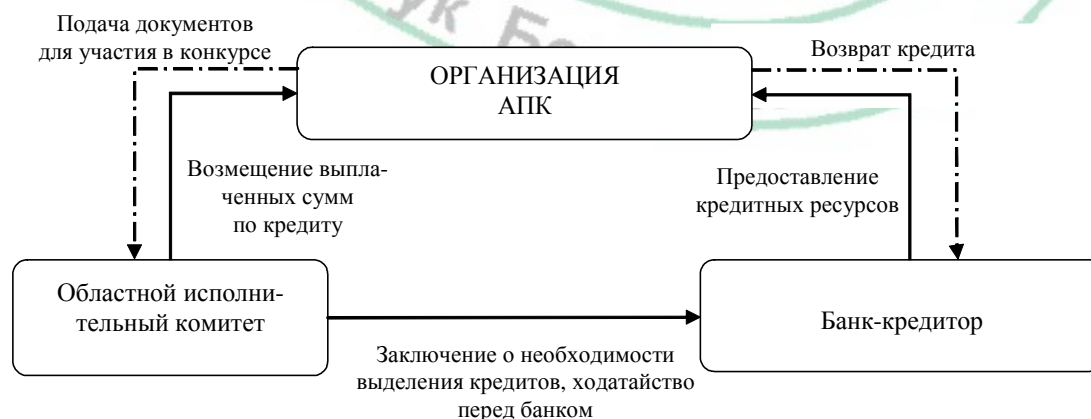 Подача документов
для участия в конкурсе
Возврат кредита
ОРГАНИЗАЦИЯ
АПК
Возмещение выпла-
ченных сумм
по кредиту
Предоставление
кредитных ресурсов
Областной исполни-
тельный комитет
Банк-кредитор
Заключение о необходимости
выделения кредитов, ходатайство
перед банком